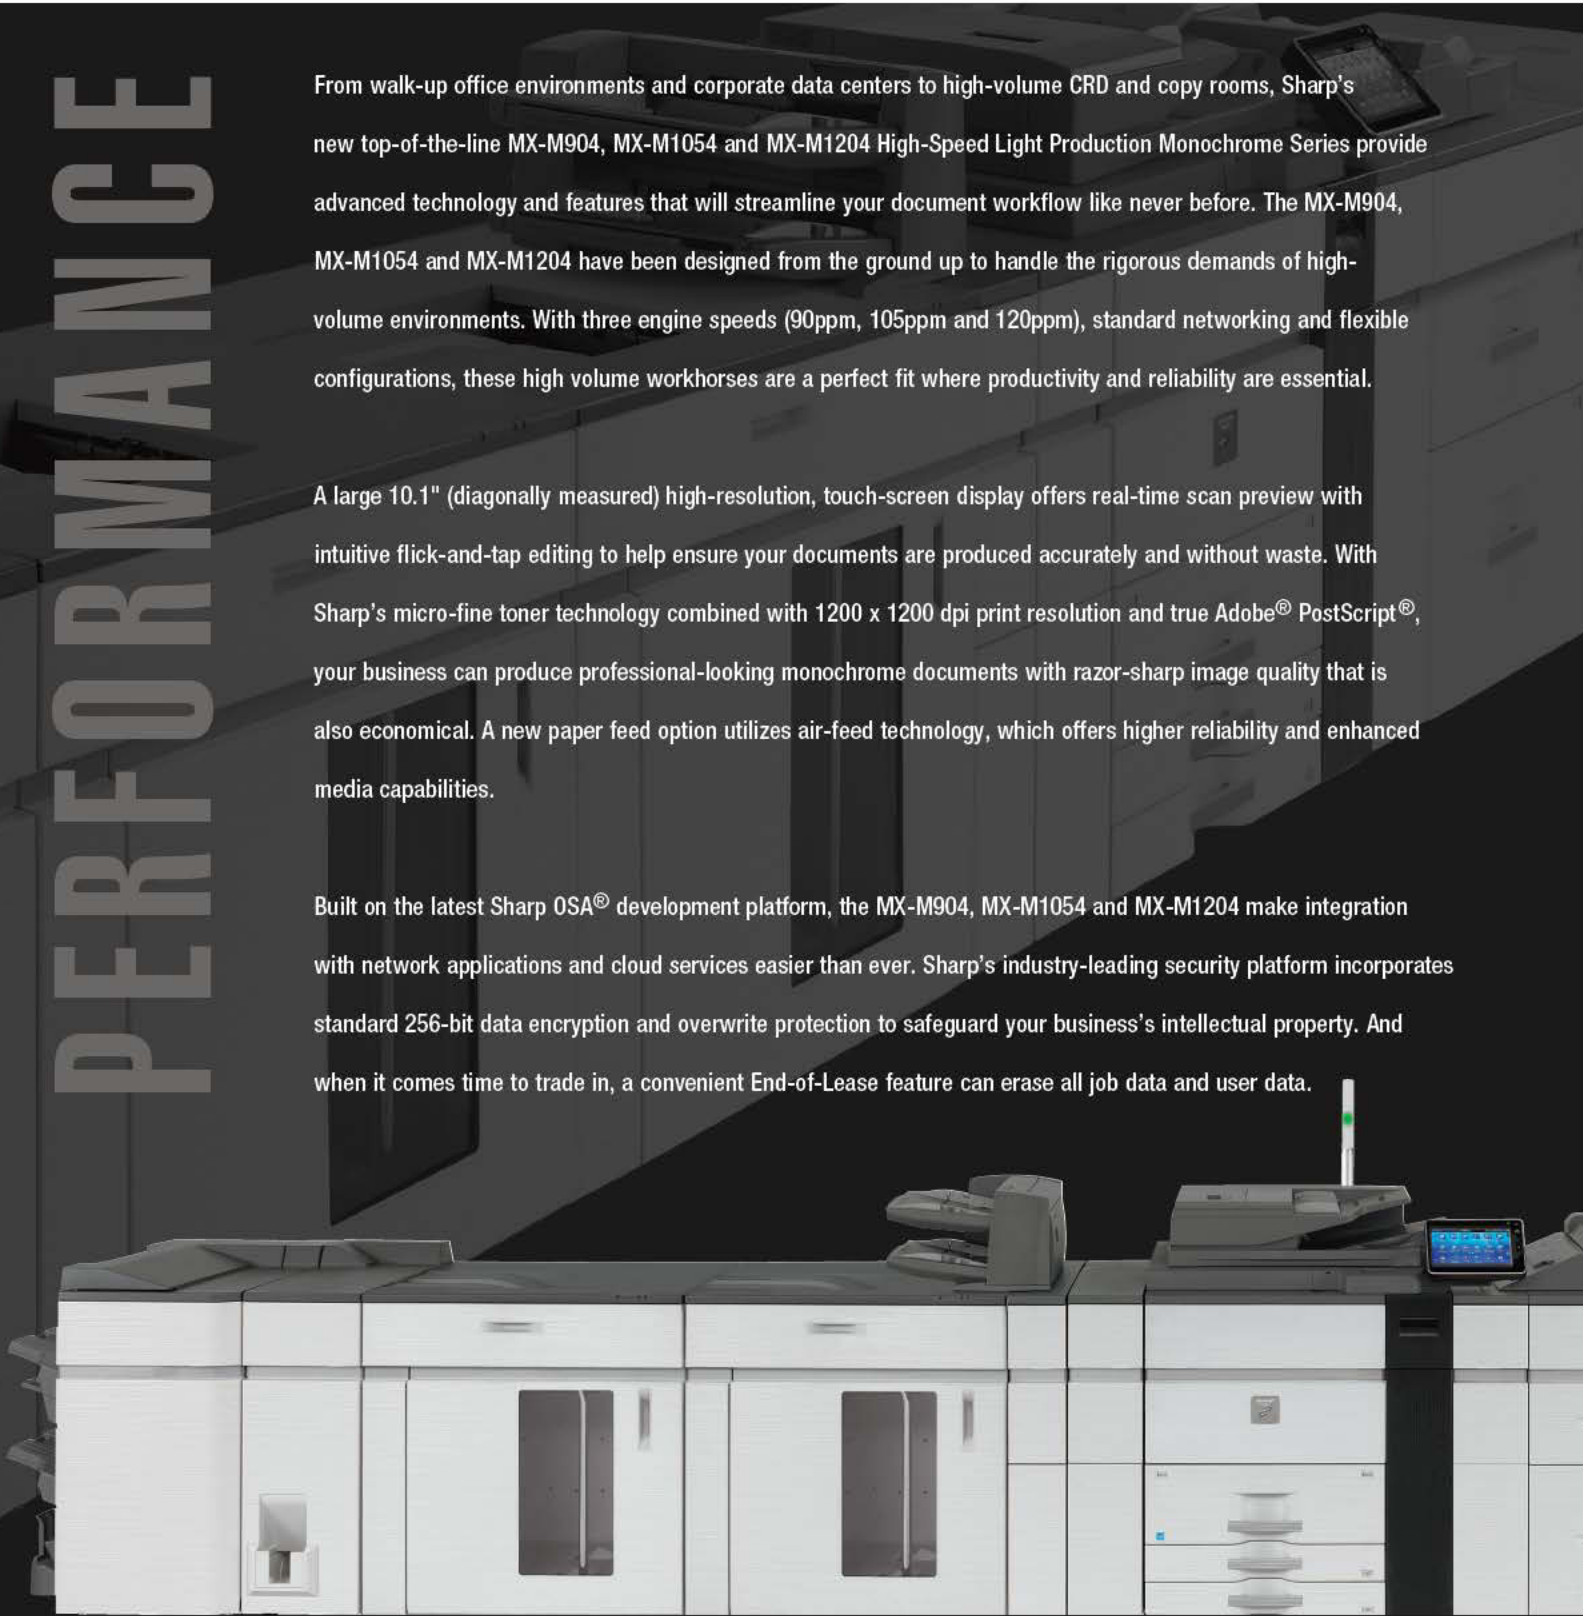 PERFORMANCE
From walk-up office environments and corporate data centers to high-volume CRD and copy rooms, Sharp's
new top-of-the-line MX-M904, MX-M1054 and MX-M1204 High-Speed Light Production Monochrome Series provide
advanced technology and features that will streamline your document workflow like never before. The MX-M904,
MX-M1054 and MX-M1204 have been designed from the ground up to handle the rigorous demands of high-
volume environments. With three engine speeds (90ppm, 105ppm and 120ppm), standard networking and flexible
configurations, these high volume workhorses are a perfect fit where productivity and reliability are essential.
A large 10.1" (diagonally measured) high-resolution, touch-screen display offers real-time scan preview with
intuitive flick-and-tap editing to help ensure your documents are produced accurately and without waste. With
Sharp's micro-fine toner technology combined with 1200 x 1200 dpi print resolution and true Adobe® PostScript®,
your business can produce professional-looking monochrome documents with razor-sharp image quality that is
also economical. A new paper feed option utilizes air-feed technology, which offers higher reliability and enhanced
media capabilities.
Built on the latest Sharp OSA® development platform, the MX-M904, MX-M1054 and MX-M1204 make integration
with network applications and cloud services easier than ever. Sharp's industry-leading security platform incorporates
standard 256-bit data encryption and overwrite protection to safeguard your business's intellectual property. And
when it comes time to trade in, a convenient End-of-Lease feature can erase all job data and user data.